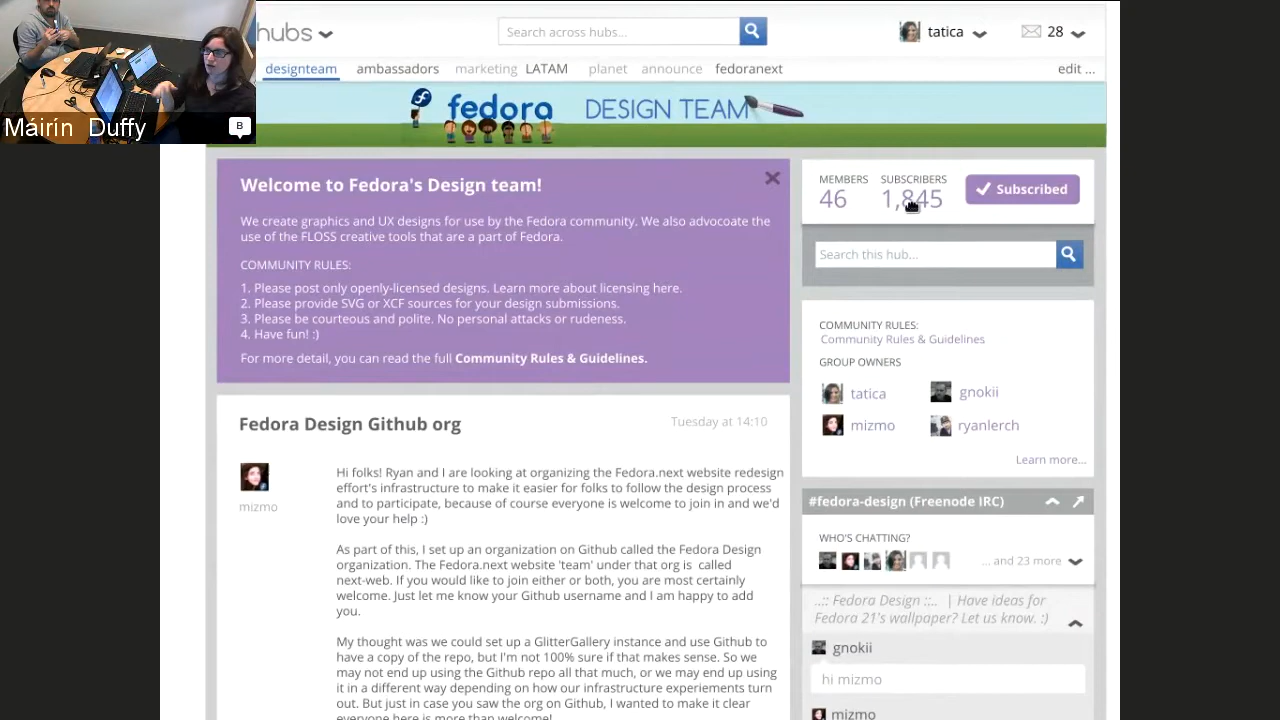 Máirín Duffy
B
hubs
Search across hubs...
tatica
28
designteam ambassadors marketing LATAM planet announce fedoranext edit ...
fedora DESIGN TEAM
Welcome to Fedora's Design team!
We create graphics and UX designs for use by the Fedora community. We also advocoate the
use of the FLOSS creative tools that are a part of Fedora.
COMMUNITY RULES:
1. Please post only openly-licensed designs. Learn more about licensing here.
2. Please provide SVG or XCF sources for your design submissions.
3. Please be courteous and polite. No personal attacks or rudeness.
4. Have fun! :)
For more detail, you can read the full Community Rules & Guidelines.
Fedora Design Github org
Tuesday at 14:10
mizmo
Hi folks! Ryan and I are looking at organizing the Fedora.next website redesign
effort's infrastructure to make it easier for folks to follow the design process
and to participate, because of course everyone is welcome to join in and we'd
love your help :)
As part of this, I set up an organization on Github called the Fedora Design
organization. The Fedora.next website 'team' under that org is called
next-web. If you would like to join either or both, you are most certainly
welcome. Just let me know your Github username and I am happy to add
you.
My thought was we could set up a GlitterGallery instance and use Github to
have a copy of the repo, but I'm not 100% sure if that makes sense. So we
may not end up using the Github repo all that much, or we may end up using
it in a different way depending on how our infrastructure experiements turn
out. But just in case you saw the org on Github, I wanted to make it clear
everyone here is more than welcome!
MEMBERS SUBSCRIBERS
46 1,845
Subscribed
Search this hub...
COMMUNITY RULES:
Community Rules & Guidelines
GROUP OWNERS
tatica gnokii
mizmo ryanlerch
Learn more...
#fedora-design (Freenode IRC)
WHO'S CHATTING?
... and 23 more
..:: Fedora Design ::.. | Have ideas for
Fedora 21's wallpaper? Let us know. :)
gnokii
hi mizmo
mizmo